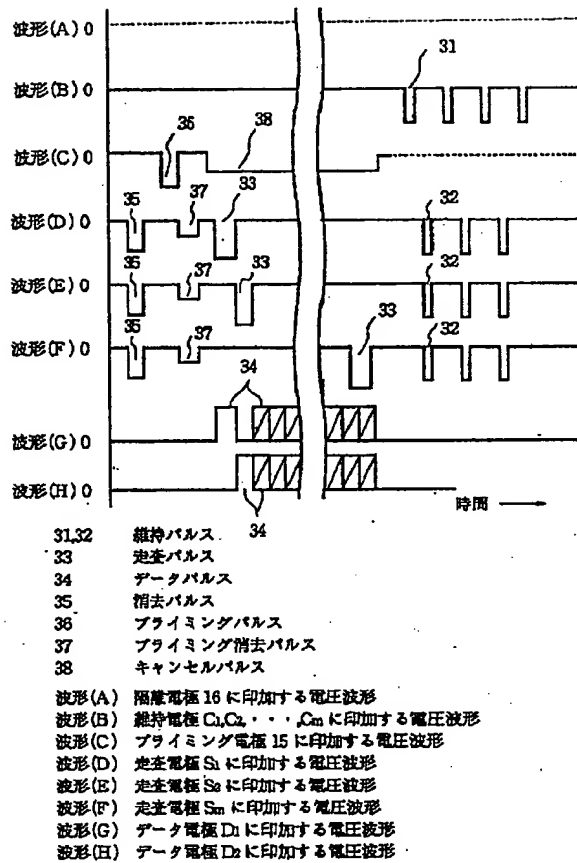 波形(A) 0
31
波形(B) 0
36
38
波形(C) 0
35
37
33
32
波形(D) 0
35
37
33
32
波形(E) 0
35
37
33
32
波形(F) 0
34
波形(G) 0
波形(H) 0
時間
34
31,32 維持パルス
33 走査パルス
34 データパルス
35 消去パルス
36 プライミングパルス
37 プライミング消去パルス
38 キャンセルパルス
波形(A) 隔離電極 16 に印加する電圧波形
波形(B) 維持電極 C1,C2,・・・,Cm に印加する電圧波形
波形(C) プライミング電極 15 に印加する電圧波形
波形(D) 走査電極 S1 に印加する電圧波形
波形(E) 走査電極 S2 に印加する電圧波形
波形(F) 走査電極 Sm に印加する電圧波形
波形(G) データ電極 D1 に印加する電圧波形
波形(H) データ電極 D2 に印加する電圧波形